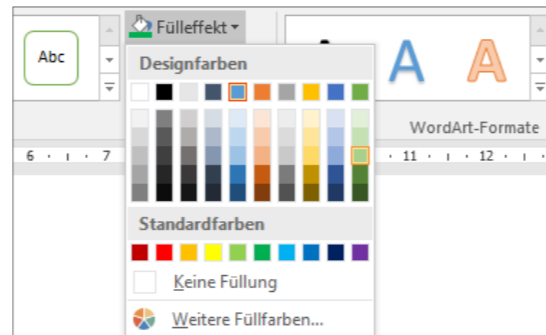 Abc
Fülleffekt
A
A
Designfarben
WordArt-Formate
6 · ı · 7
· 11 · ı · 12 · ı ·
Standardfarben
Keine Füllung
Weitere Füllfarben...